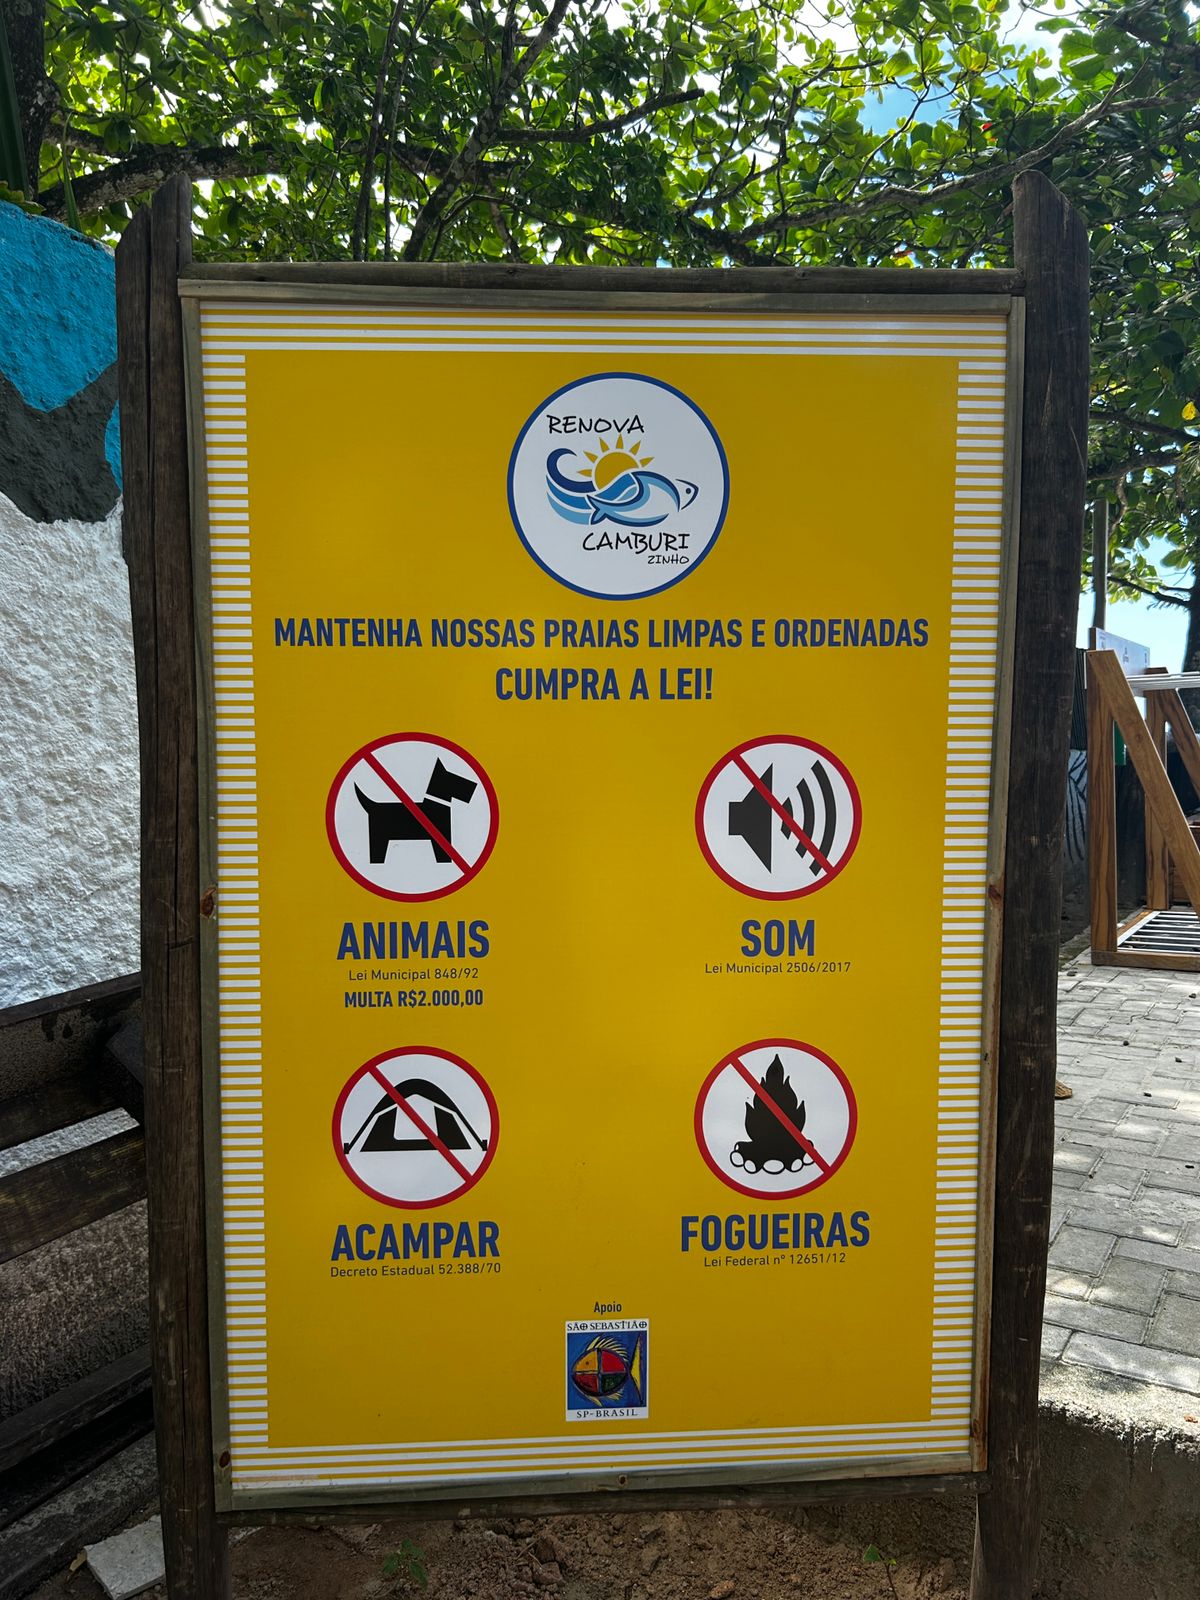 RENOVA
CAMBURI
ZINHO
MANTENHA NOSSAS PRAIAS LIMPAS E ORDENADAS
CUMPRA A LEI!
ANIMAIS
Lei Municipal 848/92
MULTA R$2.000,00
SOM
Lei Municipal 2506/2017
ACAMPAR
Decreto Estadual 52.388/70
FOGUEIRAS
Lei Federal nº 12651/12
Apoio
SÃO SEBASTIÃO
SP-BRASIL